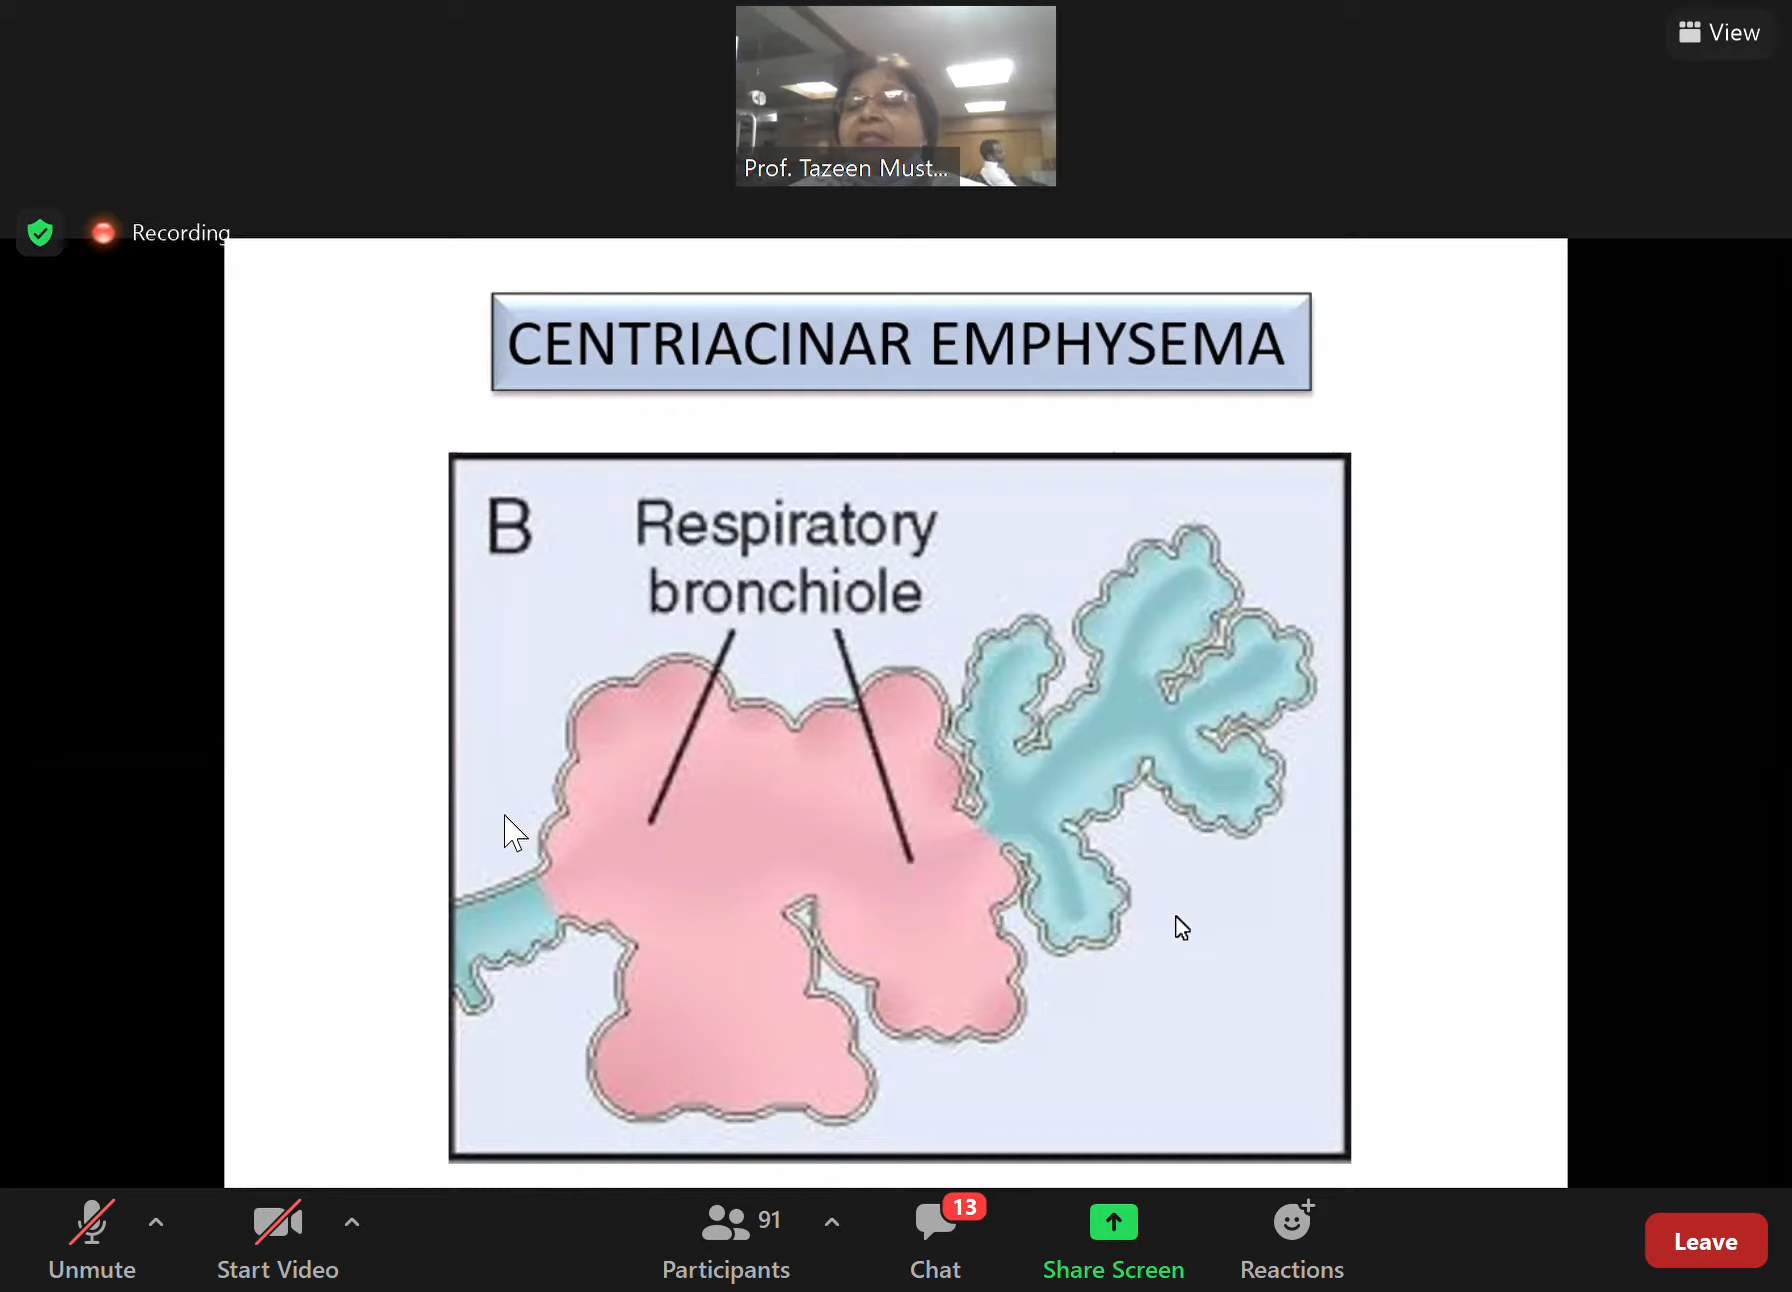 View
Prof. Tazeen Must...
Recording
CENTRIACINAR EMPHYSEMA
B
Respiratory
bronchiole
91
13
Unmute
Start Video
Participants
Chat
Share Screen
Reactions
Leave